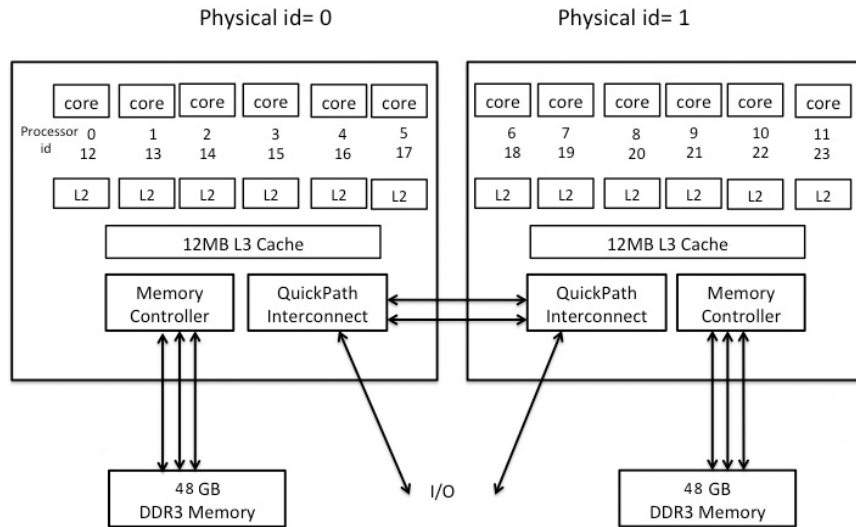 Physical id= 0 Physical id= 1
core core core core core core core core core core core core
Processor 0 1 2 3 4 5 6 7 8 9 10 11
id 12 13 14 15 16 17 18 19 20 21 22 23
L2 L2 L2 L2 L2 L2 L2 L2 L2 L2 L2 L2
12MB L3 Cache 12MB L3 Cache
Memory QuickPath QuickPath Memory
Controller Interconnect Interconnect Controller
48 GB I/O 48 GB
DDR3 Memory DDR3 Memory